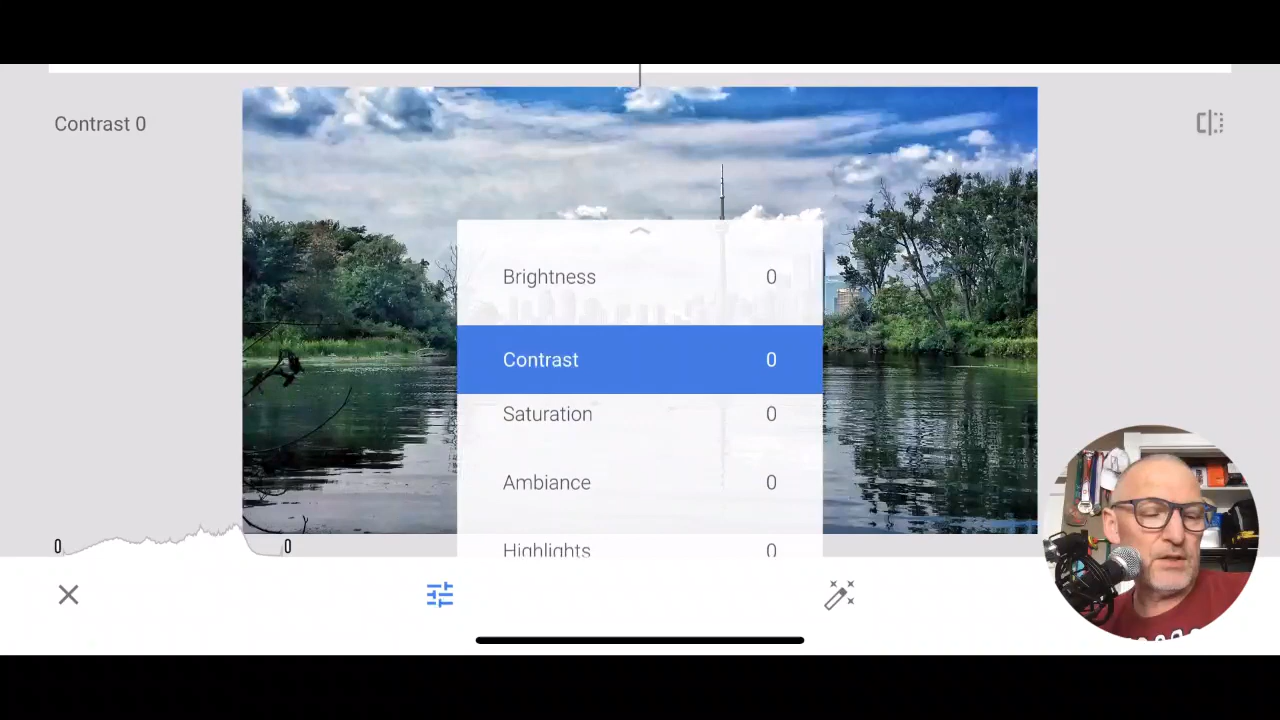 Contrast 0
Brightness 0
Contrast 0
Saturation 0
Ambiance 0
Highlights 0
0 0